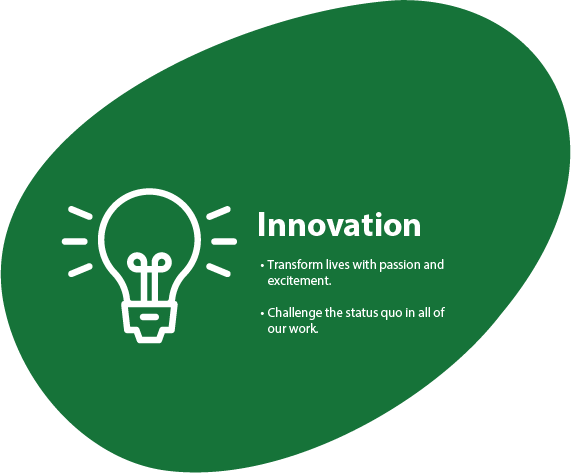 Innovation
• Transform lives with passion and
excitement.
• Challenge the status quo in all of
our work.